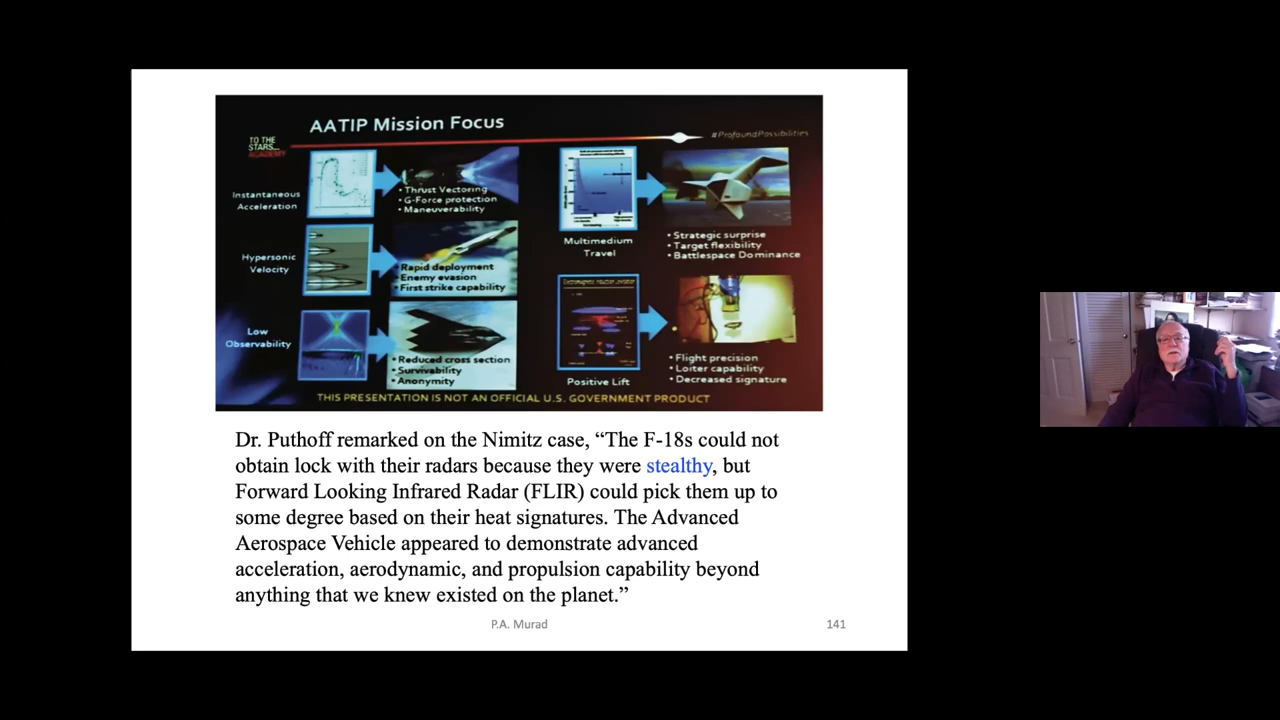 AATIP Mission Focus
TO THE
STARS...
ACADEMY
#ProfoundPossibilities
Instantaneous
Acceleration
• Thrust Vectoring
• G-Force protection
• Maneuverability
Hypersonic
Velocity
• Rapid deployment
• Enemy evasion
• First strike capability
Low
Observability
• Reduced cross section
• Survivability
• Anonymity
Multimedium
Travel
• Strategic surprise
• Target flexibility
• Battlespace Dominance
Positive Lift
• Flight precision
• Loiter capability
• Decreased signature
THIS PRESENTATION IS NOT AN OFFICIAL U.S. GOVERNMENT PRODUCT
Dr. Puthoff remarked on the Nimitz case, “The F-18s could not
obtain lock with their radars because they were stealthy, but
Forward Looking Infrared Radar (FLIR) could pick them up to
some degree based on their heat signatures. The Advanced
Aerospace Vehicle appeared to demonstrate advanced
acceleration, aerodynamic, and propulsion capability beyond
anything that we knew existed on the planet.”
P.A. Murad
141